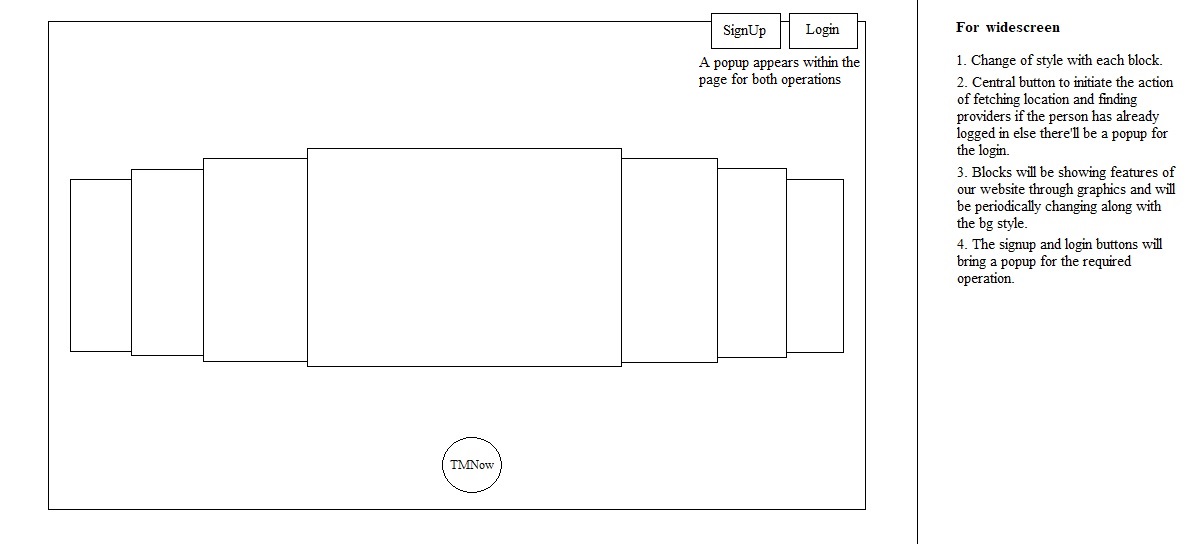 SignUp
Login
A popup appears within the
page for both operations
TMNow
For widescreen
1. Change of style with each block.
2. Central button to initiate the action
of fetching location and finding
providers if the person has already
logged in else there'll be a popup for
the login.
3. Blocks will be showing features of
our website through graphics and will
be periodically changing along with
the bg style.
4. The signup and login buttons will
bring a popup for the required
operation.